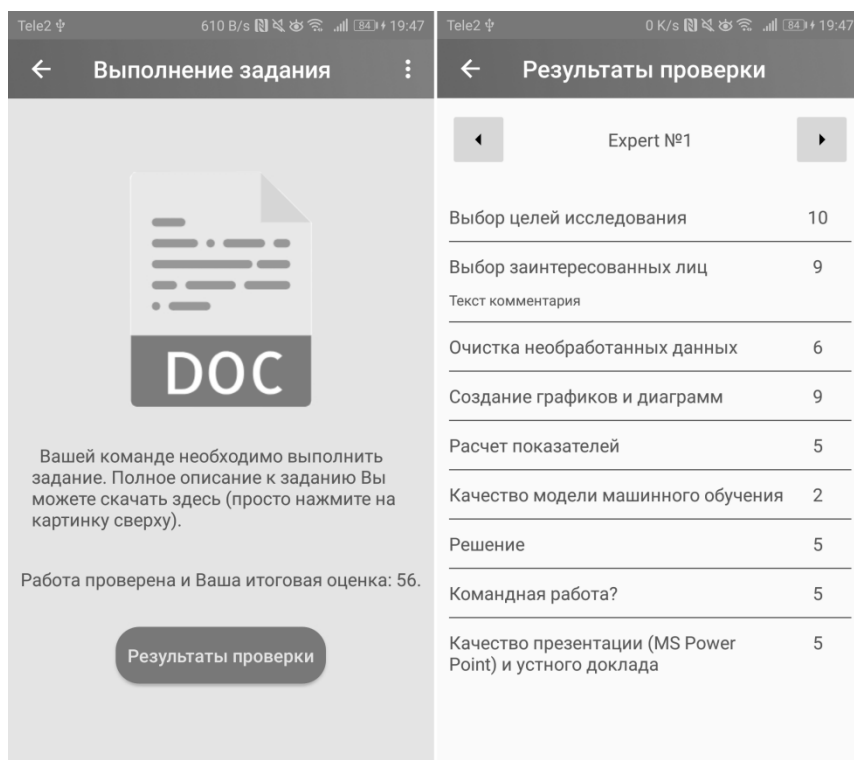 Tele2
610 B/s
84
19:47
Выполнение задания
DOC
Вашей команде необходимо выполнить
задание. Полное описание к заданию Вы
можете скачать здесь (просто нажмите на
картинку сверху).
Работа проверена и Ваша итоговая оценка: 56.
Результаты проверки
Tele2
0 K/s
84
19:47
Результаты проверки
Expert №1
Выбор целей исследования 10
Выбор заинтересованных лиц 9
Текст комментария
Очистка необработанных данных 6
Создание графиков и диаграмм 9
Расчет показателей 5
Качество модели машинного обучения 2
Решение 5
Командная работа? 5
Качество презентации (MS Power 5
Point) и устного доклада